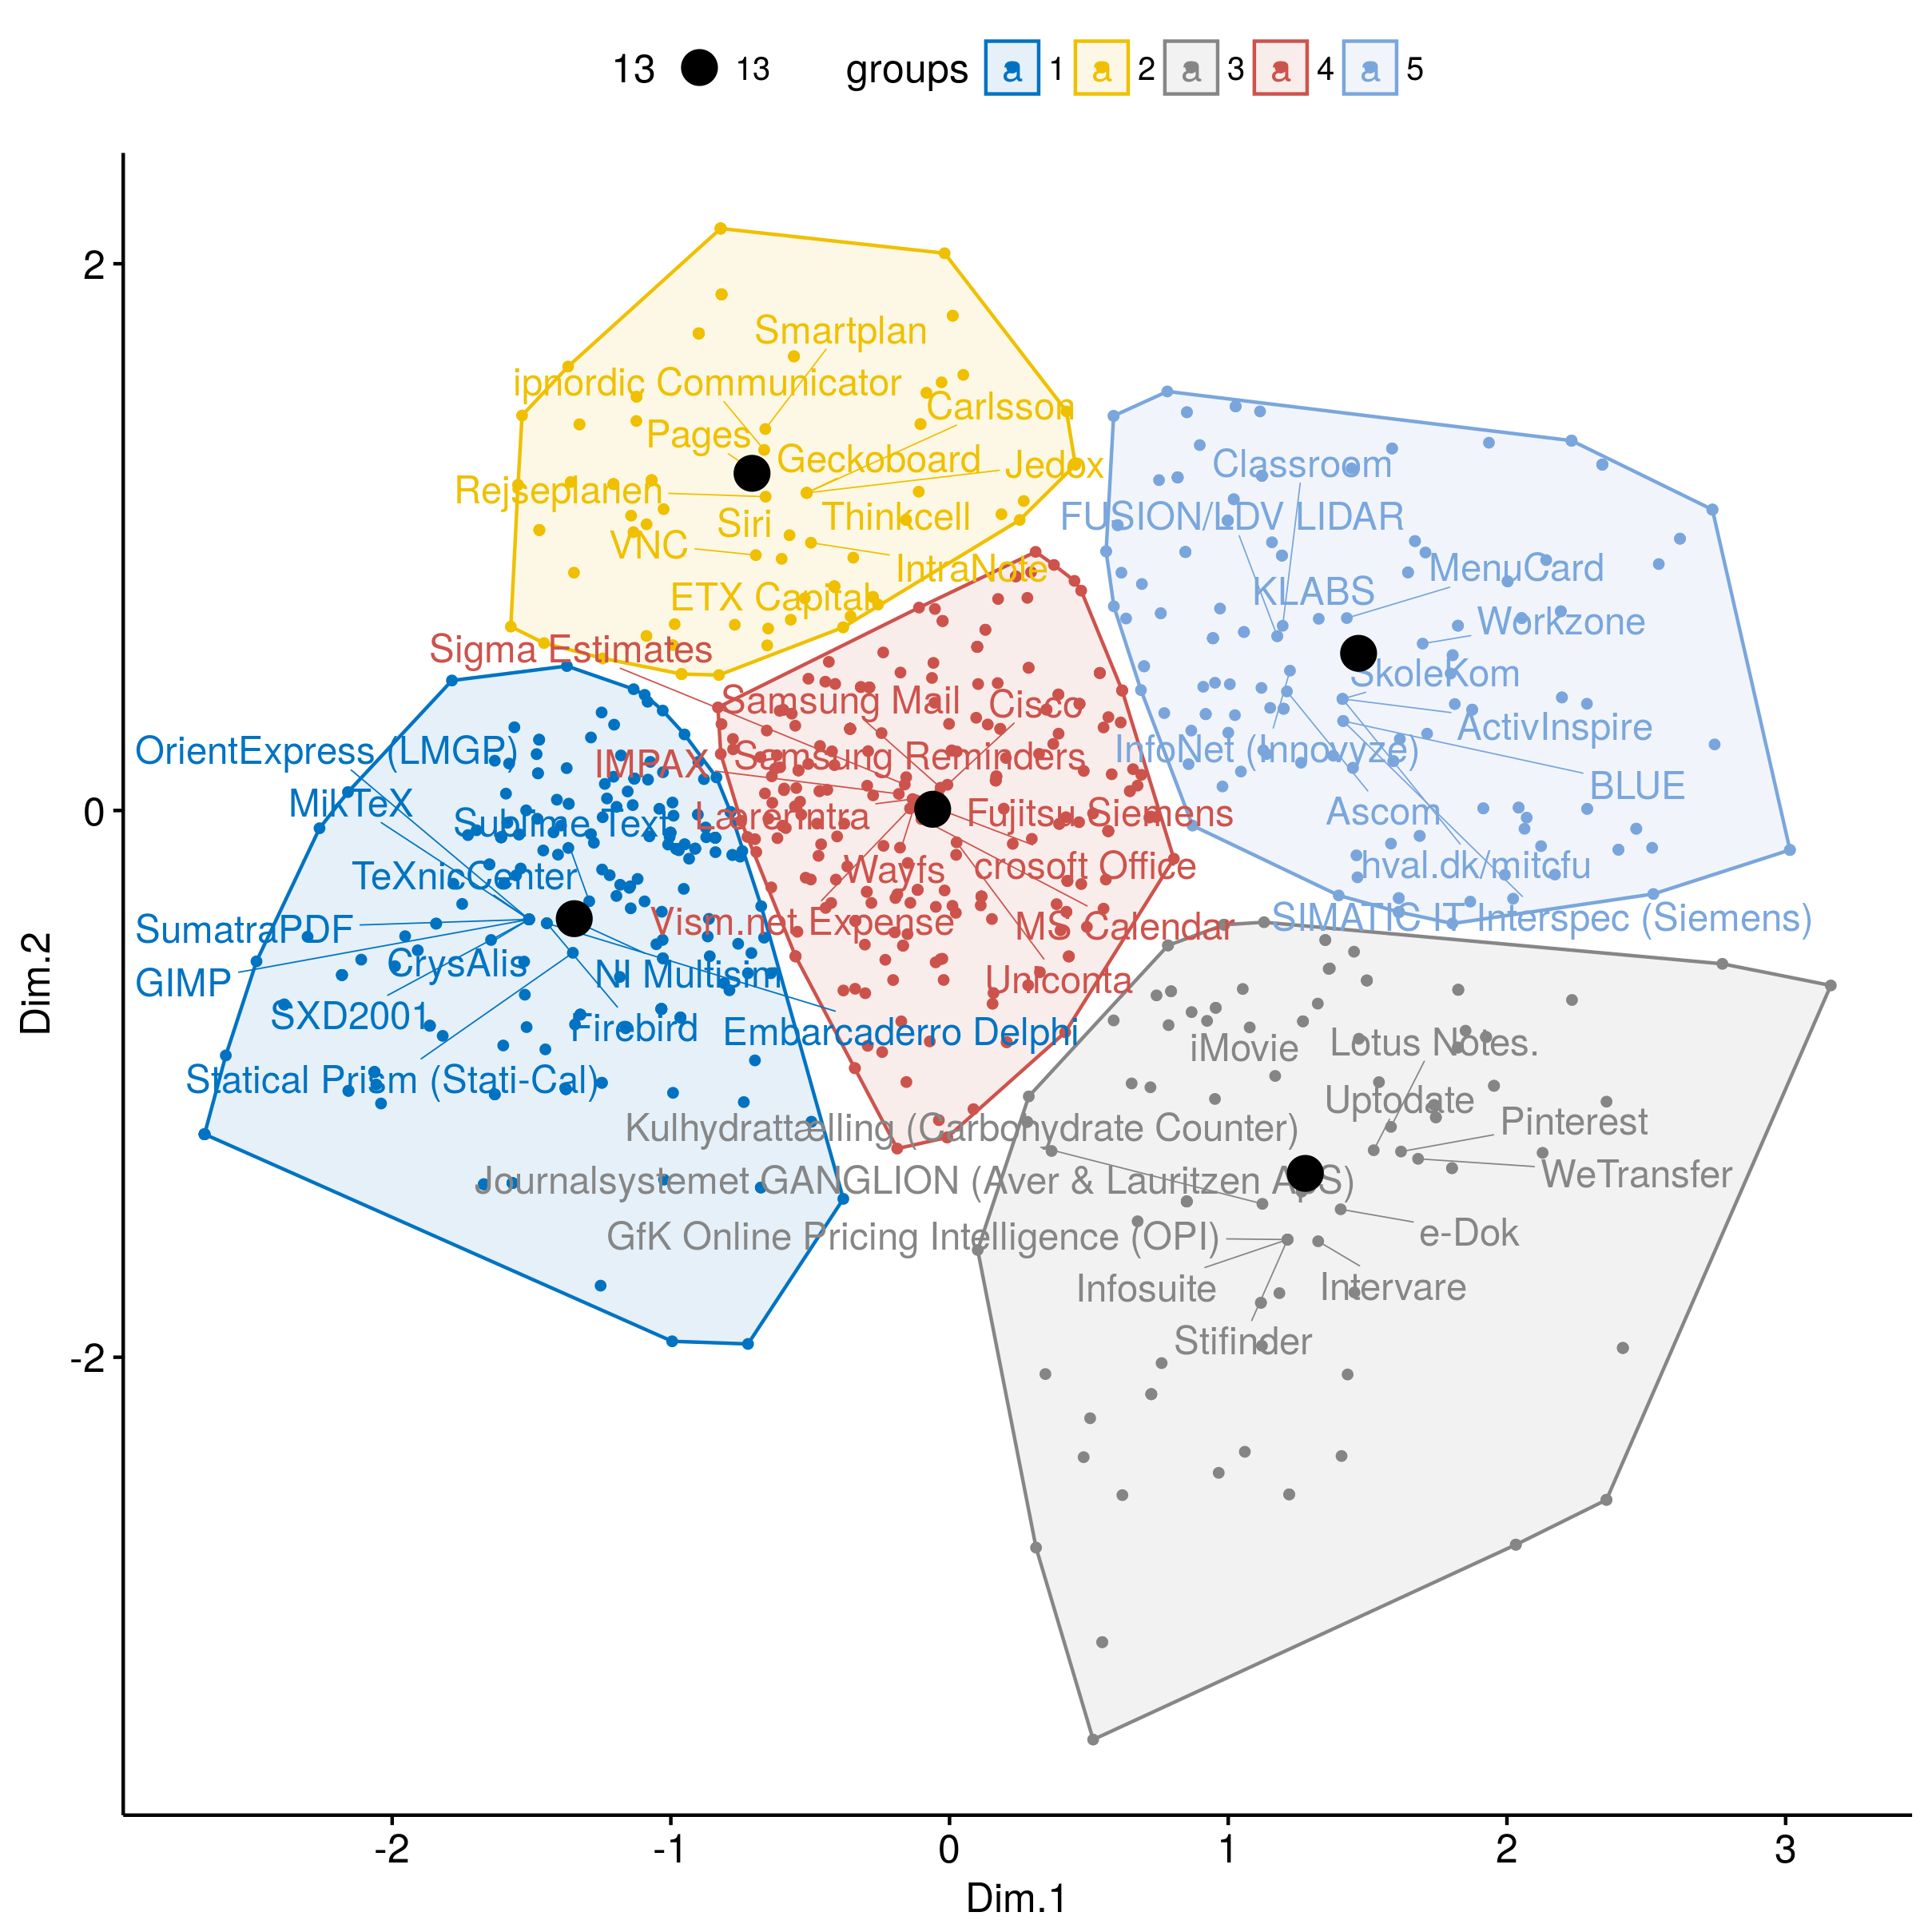 13 13 groups a 1 a 2 a 3 a 4 a 5
2
0
-2
Dim.2
Smartplan
ipnordic Communicator
Carlsson
Pages
Geckoboard
Jedox
Rejseplanen
Siri
Thinkcell
VNC
IntraNote
ETX Capital
Classroom
FUSION/LDV LIDAR
MenuCard
KLABS
Workzone
SkoleKom
ActivInspire
InfoNet (Innovyze)
BLUE
Ascom
hval.dk/mitcfu
SIMATIC IT Interspec (Siemens)
Sigma Estimates
Samsung Mail
Cisco
IMPAX
Samsung Reminders
Lærerintra
Fujitsu Siemens
Wayfs
crosoft Office
Vism.net Expense
MS Calendar
Uniconta
OrientExpress (LMGP)
MikTeX
Sublime Text
TeXnicCenter
SumatraPDF
CrysAlis
NI Multisim
GIMP
SXD2001
Firebird
Embarcaderro Delphi
Statical Prism (Stati-Cal)
iMovie
Lotus Notes.
Uptodate
Pinterest
Kulhydrattælling (Carbohydrate Counter)
WeTransfer
Journalsystemet GANGLION (Aver & Lauritzen ApS)
GfK Online Pricing Intelligence (OPI)
e-Dok
Infosuite
Intervare
Stifinder
-2 -1 0 1 2 3
Dim.1